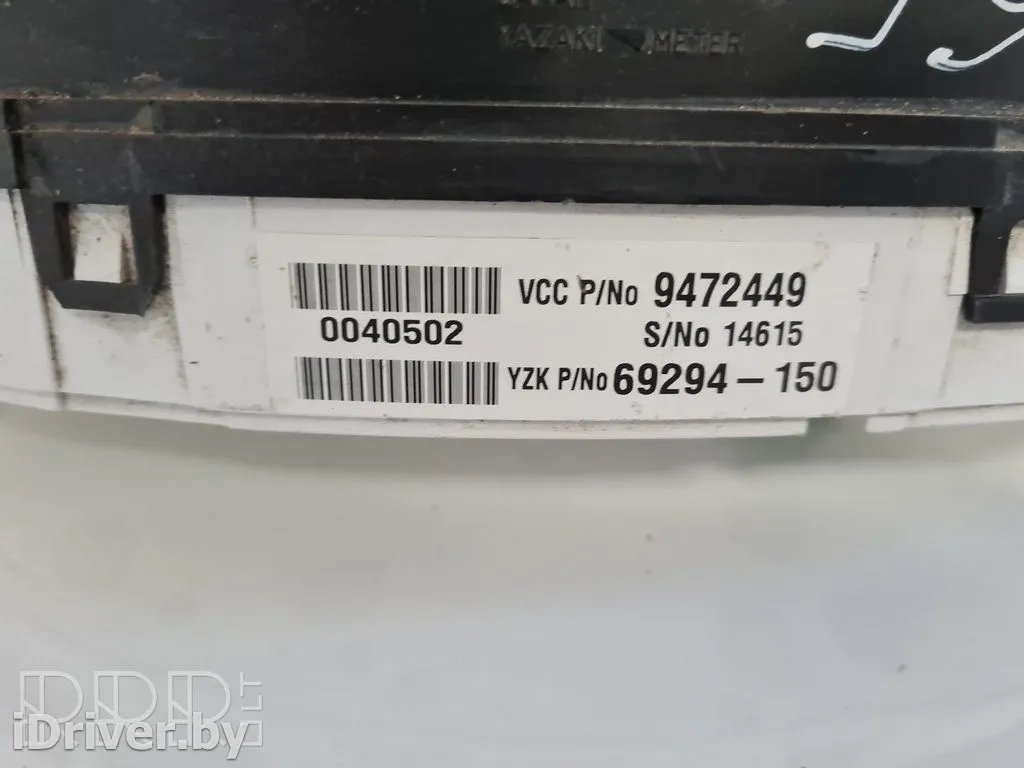 YAZAKI METER
VCC P/No 9472449
0040502
S/No 14615
YZK P/No 69294-150
iDriver.by